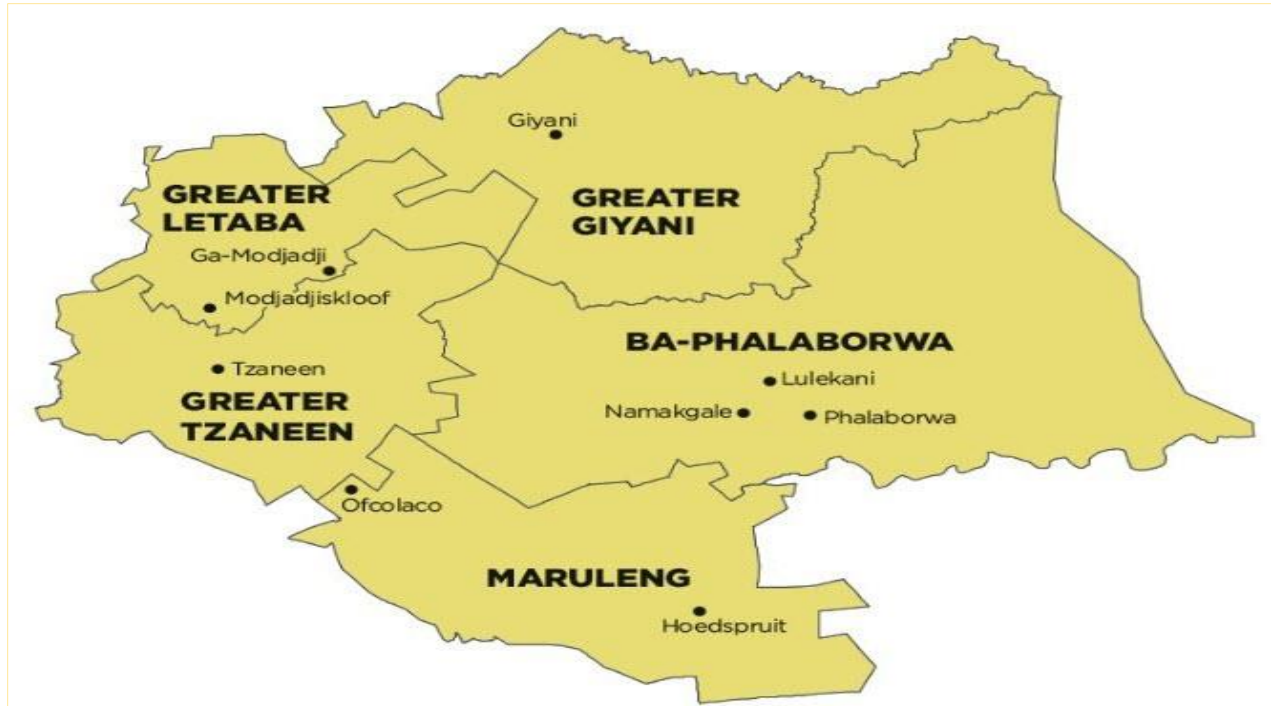 Giyani
GREATER
LETABA
GREATER
GIYANI
Ga-Modjadji
Modjadjiskloof
BA-PHALABORWA
Tzaneen
Lulekani
GREATER
TZANEEN
Namakgale
Phalaborwa
Ofcolaco
MARULENG
Hoedspruit